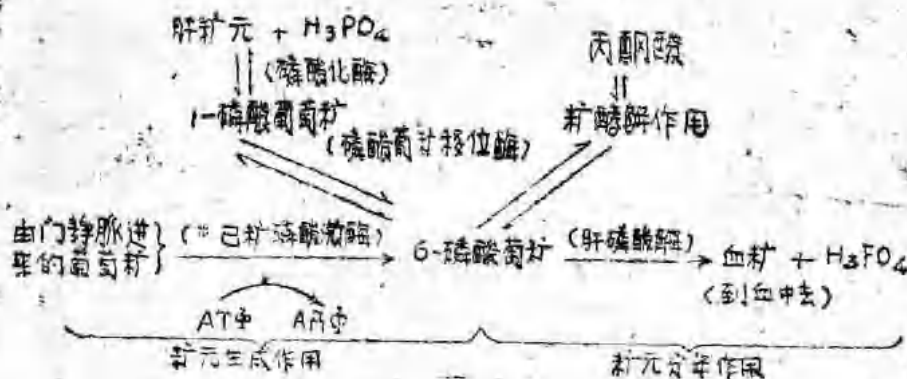 肝糖元 + H₃PO₄
(磷酸化酶)
1-磷酸葡萄糖
(磷酸葡萄糖移位酶)
丙酮酸
糖酵解作用
由门静脉进
来的葡萄糖
(*己糖磷酸激酶)
6-磷酸葡萄糖
(肝磷酸酶)
血糖 + H₃PO₄
(到血中去)
糖元生成作用
糖元分解作用